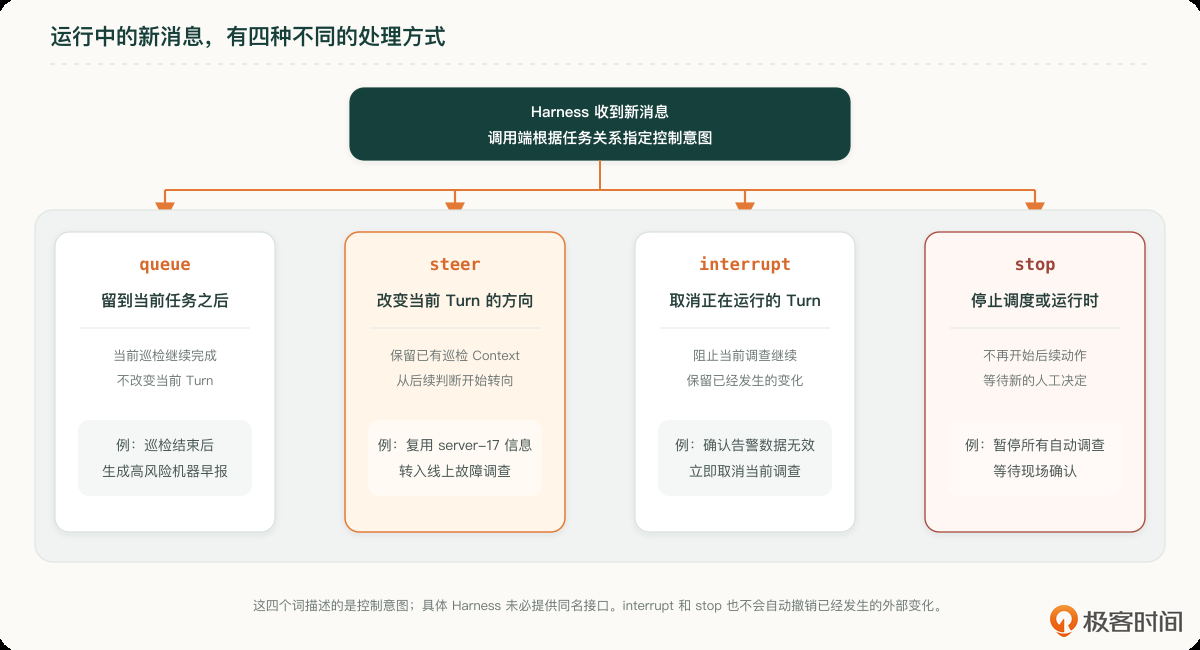 运行中的新消息，有四种不同的处理方式
Harness 收到新消息
调用端根据任务关系指定控制意图
queue
留到当前任务之后
当前巡检继续完成
不改变当前 Turn
例：巡检结束后
生成高风险机器早报
steer
改变当前 Turn 的方向
保留已有巡检 Context
从后续判断开始转向
例：复用 server-17 信息
转入线上故障调查
interrupt
取消正在运行的 Turn
阻止当前调查继续
保留已经发生的变化
例：确认告警数据无效
立即取消当前调查
stop
停止调度或运行时
不再开始后续动作
等待新的人工决定
例：暂停所有自动调查
等待现场确认
这四个词描述的是控制意图；具体 Harness 未必提供同名接口。interrupt 和 stop 也不会自动撤销已经发生的外部变化。
极客时间